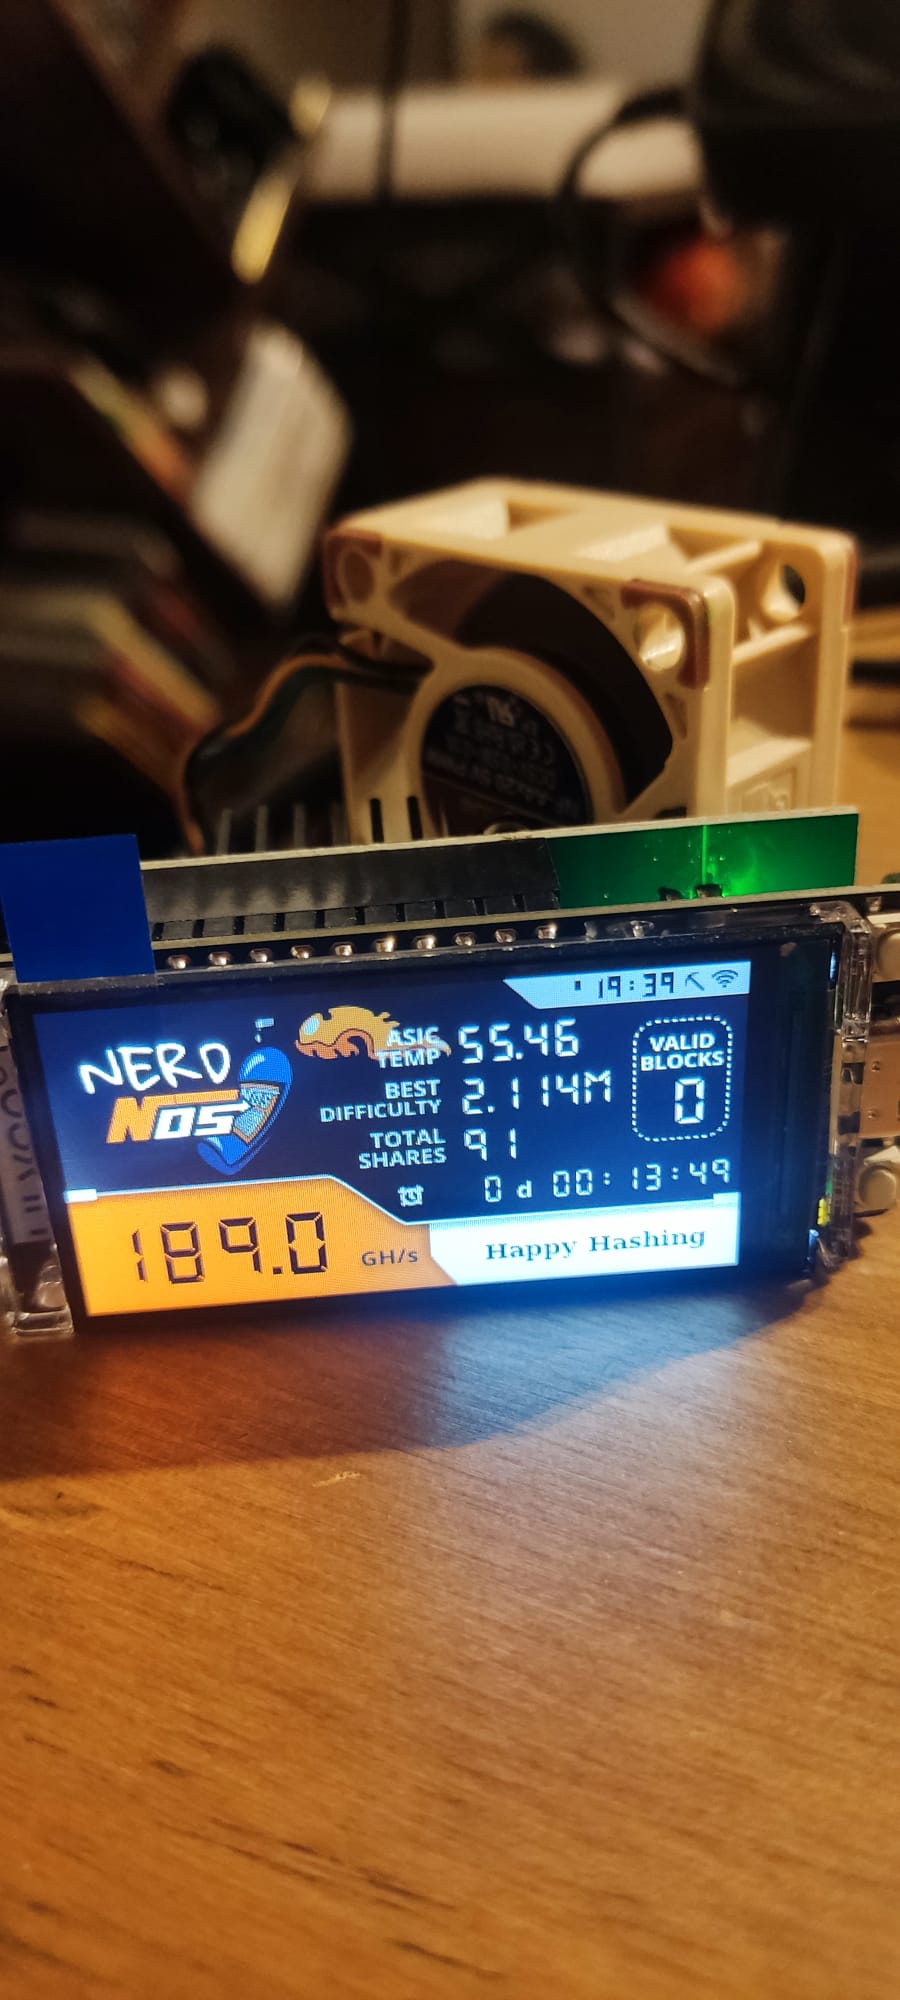 19:39
NERD
NOS
ASIC
TEMP
55.46
BEST
DIFFICULTY
2.114M
TOTAL
SHARES
91
VALID
BLOCKS
0
0 d 00:13:49
189.0
GH/s
Happy Hashing